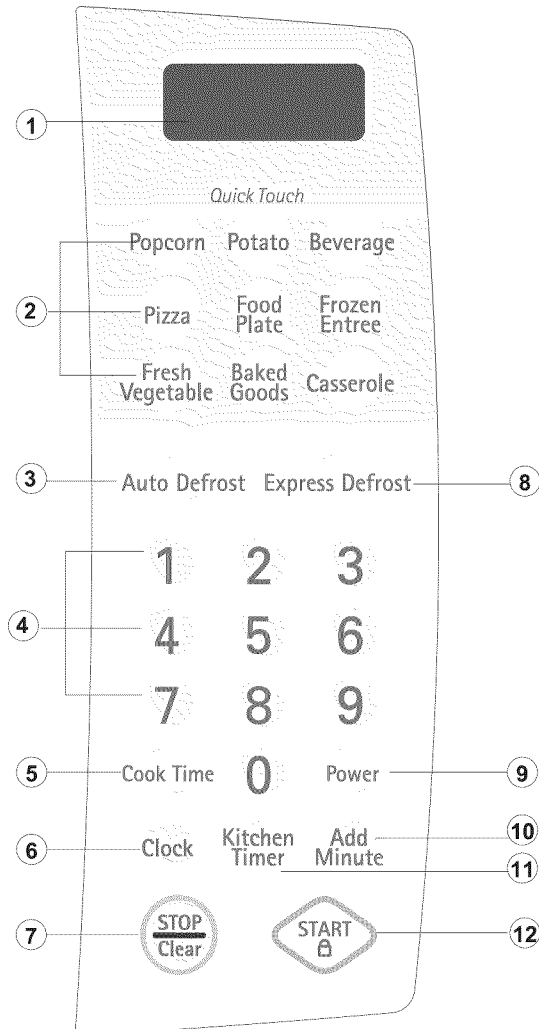 1
Quick Touch
Popcorn Potato Beverage
2
Pizza
Food Plate
Frozen Entree
Fresh Vegetable
Baked Goods
Casserole
3
Auto Defrost Express Defrost
8
1 2 3
4
4 5 6
7 8 9
5
Cook Time 0 Power
9
6
Clock
Kitchen Timer
Add Minute
10
11
7
STOP
Clear
START
12